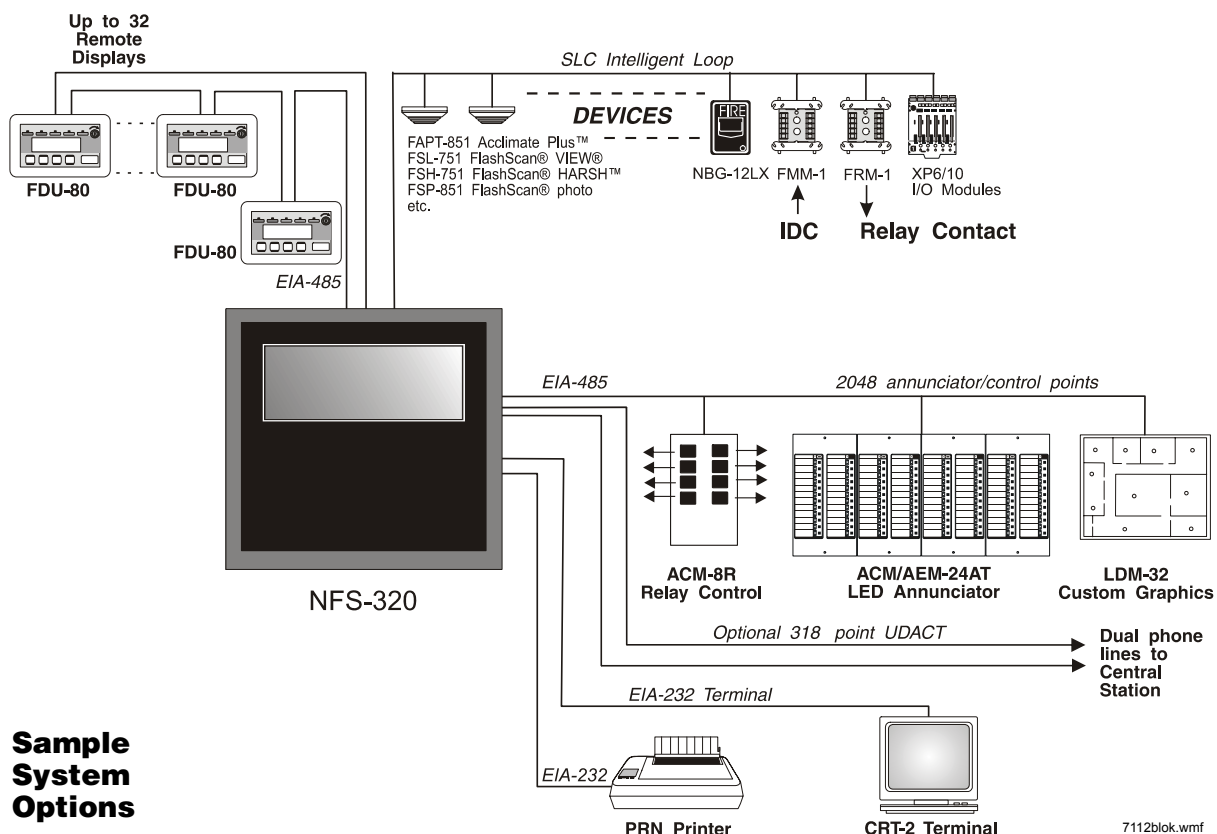 Up to 32
Remote
Displays
SLC Intelligent Loop
DEVICES
FIRE
FDU-80
FDU-80
FDU-80
EIA-485
FAPT-851 Acclimate Plus™
FSL-751 FlashScan® VIEW®
FSH-751 FlashScan® HARSH™
FSP-851 FlashScan® photo
etc.
NBG-12LX
FMM-1
FRM-1
XP6/10
I/O Modules
IDC
Relay Contact
NFS-320
EIA-485
2048 annunciator/control points
ACM-8R
Relay Control
ACM/AEM-24AT
LED Annunciator
LDM-32
Custom Graphics
Optional 318 point UDACT
Dual phone
lines to
Central
Station
EIA-232 Terminal
EIA-232
PRN Printer
CRT-2 Terminal
Sample
System
Options
7112blok.wmf